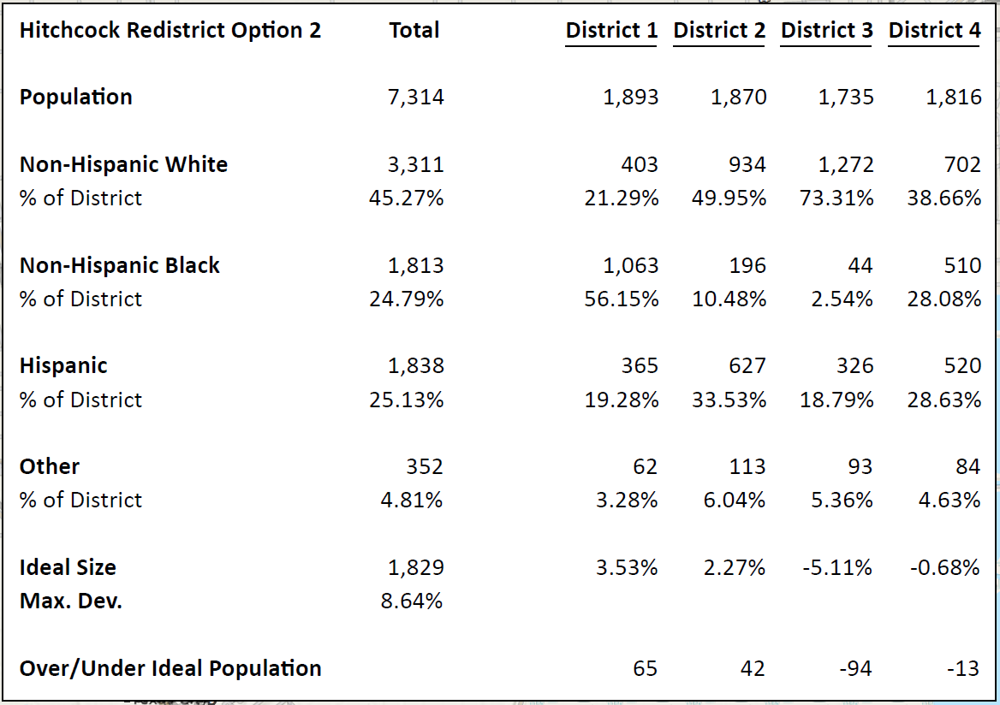 Hitchcock Redistrict Option 2 Total District 1 District 2 District 3 District 4
Population 7,314 1,893 1,870 1,735 1,816
Non-Hispanic White 3,311 403 934 1,272 702
% of District 45.27% 21.29% 49.95% 73.31% 38.66%
Non-Hispanic Black 1,813 1,063 196 44 510
% of District 24.79% 56.15% 10.48% 2.54% 28.08%
Hispanic 1,838 365 627 326 520
% of District 25.13% 19.28% 33.53% 18.79% 28.63%
Other 352 62 113 93 84
% of District 4.81% 3.28% 6.04% 5.36% 4.63%
Ideal Size 1,829 3.53% 2.27% -5.11% -0.68%
Max. Dev. 8.64%
Over/Under Ideal Population 65 42 -94 -13